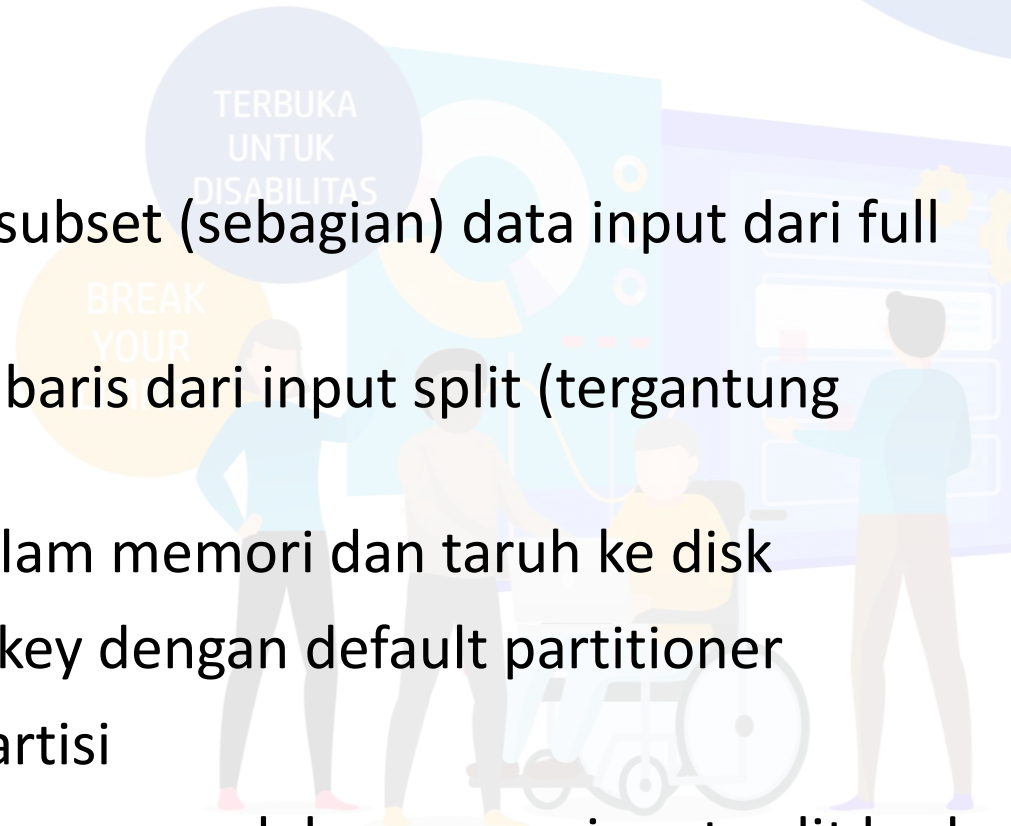 TERBUKA
UNTUK
DISABILITAS
subset (sebagian) data input dari full
BREAK
YOUR
baris dari input split (tergantung
lam memori dan taruh ke disk
key dengan default partitioner
artisi